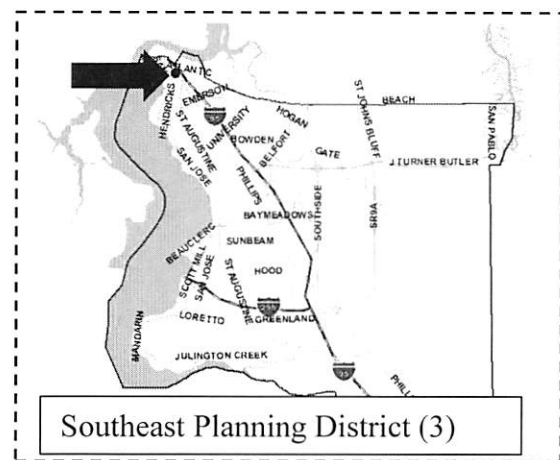 ATLANTIC
EMERSON
HENDRICKS
BEACH
ST JOHNS BLUFF
SAN PABLO
HOGAN
UNIVERSITY
ST AUGUSTINE
BOWDEN
BELFORT
GATE
SAN JOSE
J TURNER BUTLER
PHILLIPS
SOUTHSIDE
SR9A
BAYMEADOWS
BEAUCLERC
SUNBEAM
SCOTT MILL
SAN JOSE
ST AUGUSTINE
HOOD
LORETTO
GREENLAND
MANDARIN
JULINGTON CREEK
Southeast Planning District (3)